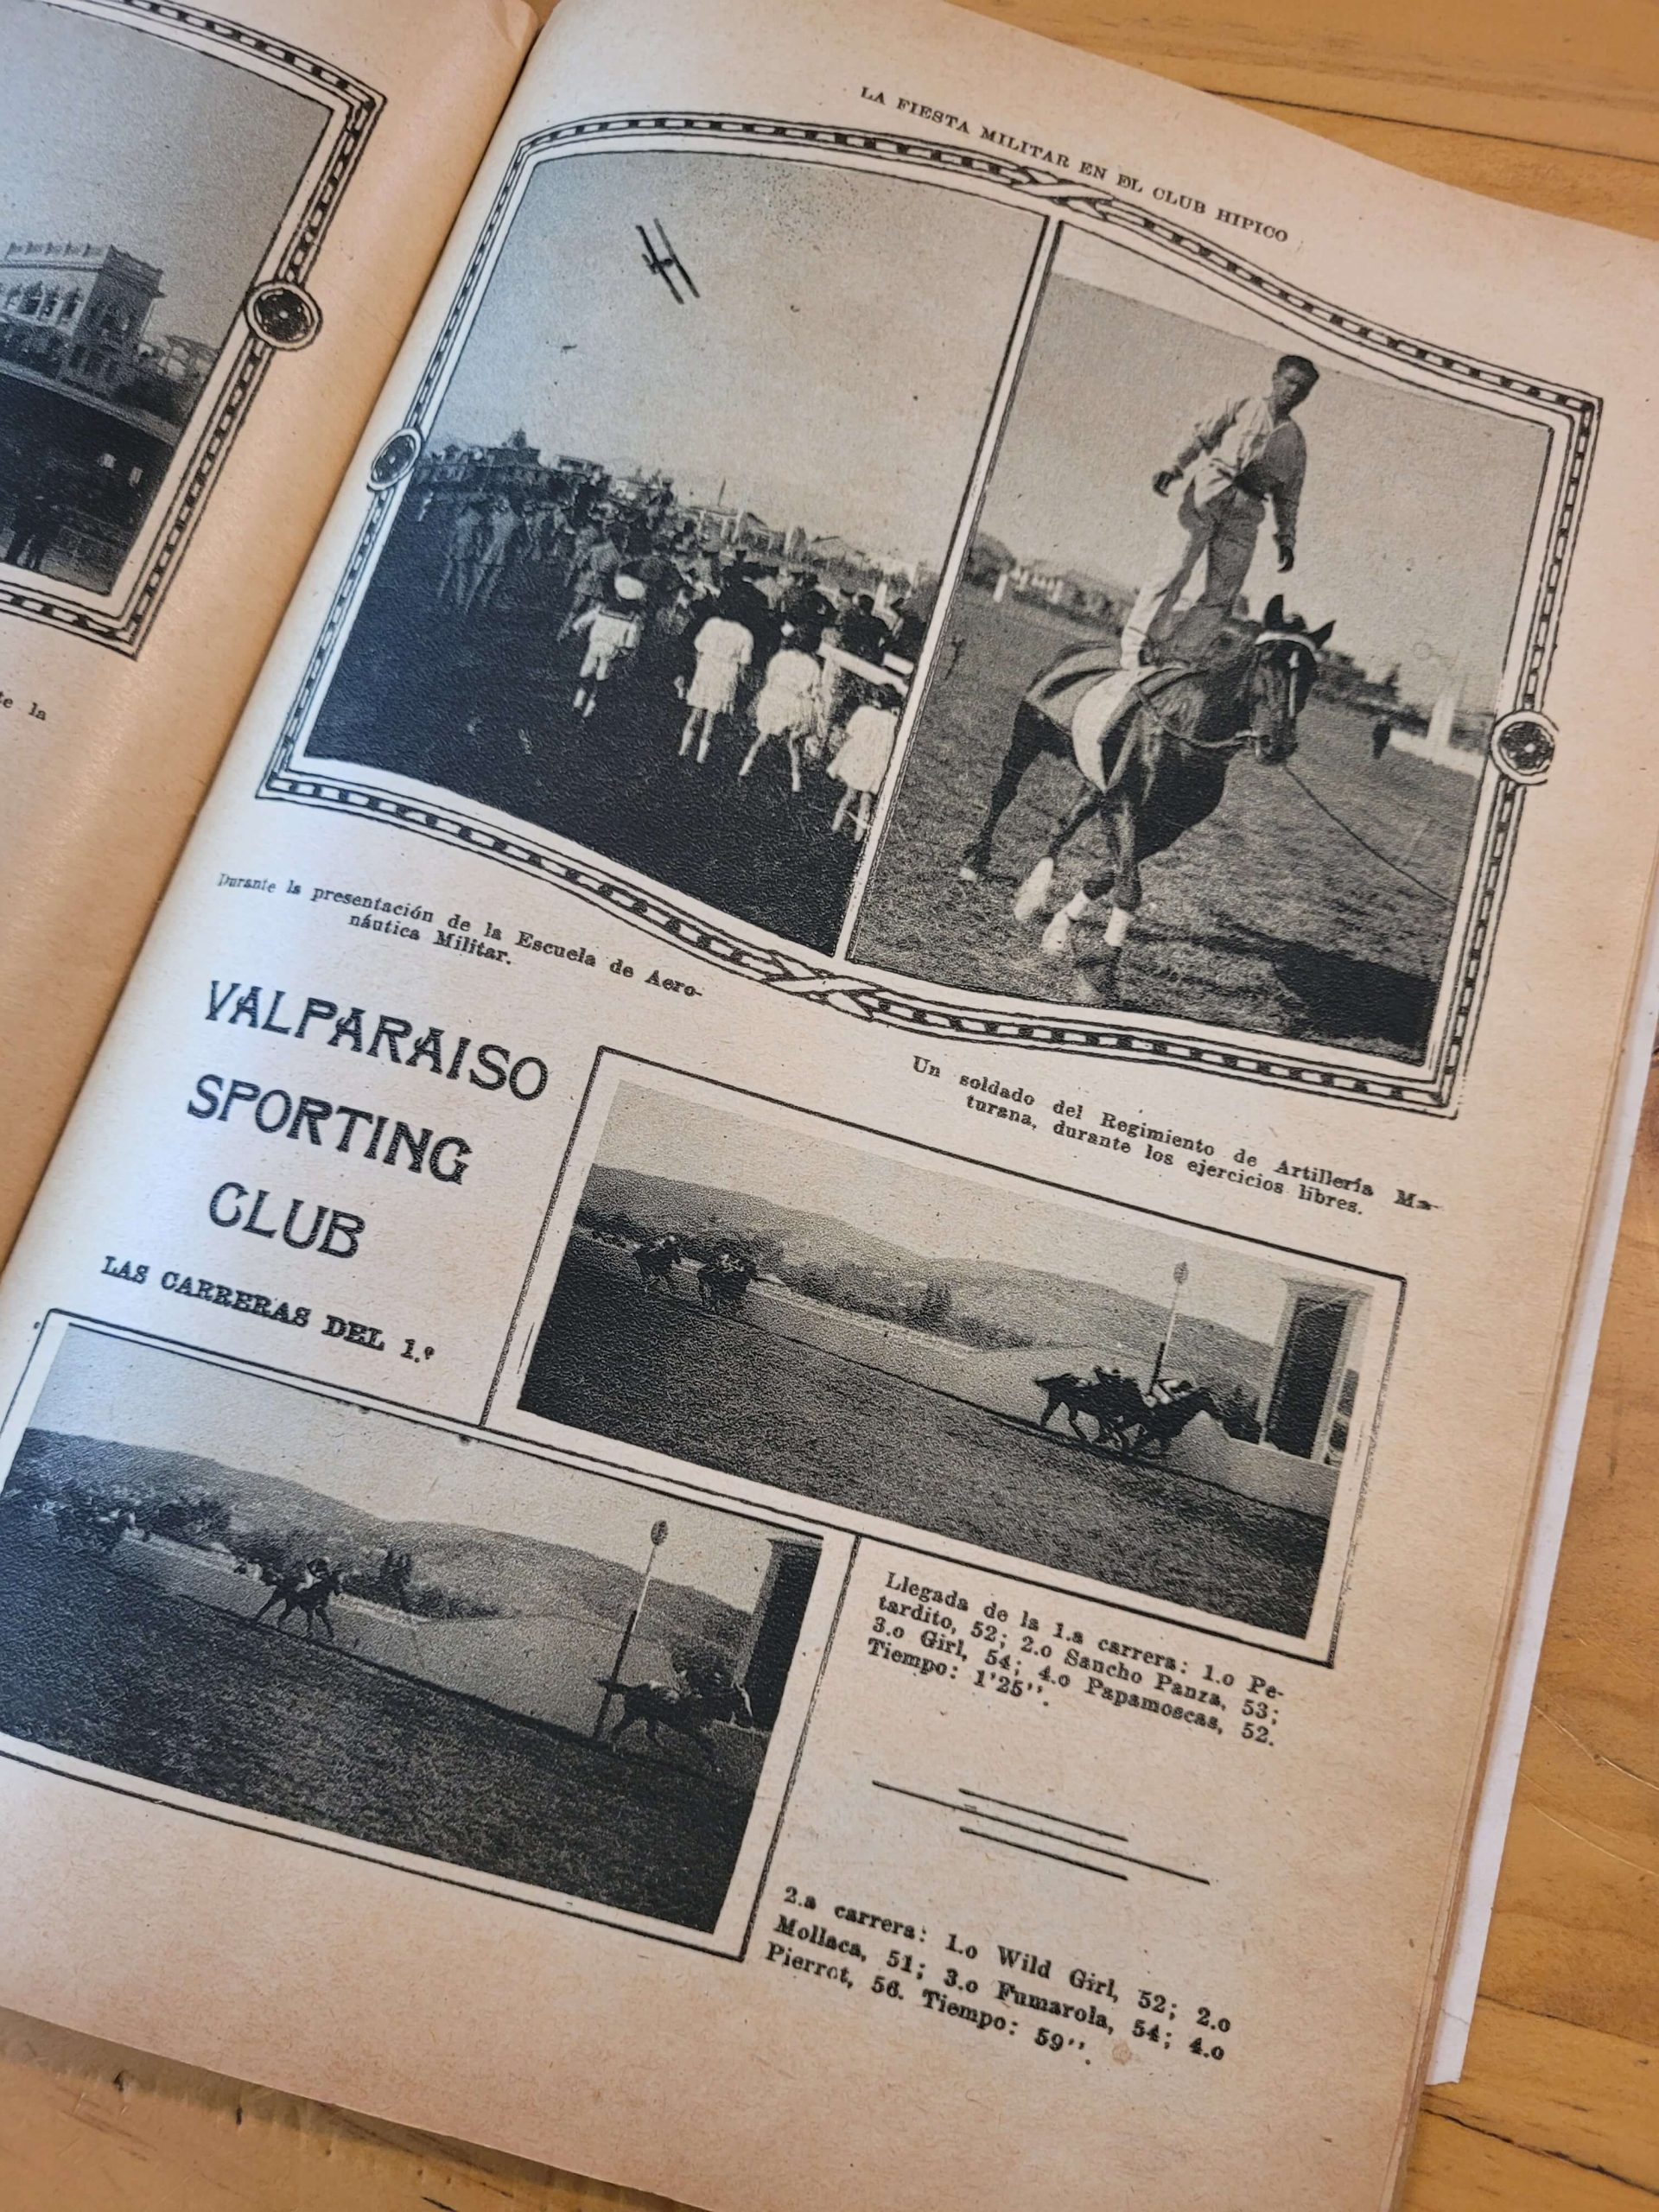 te la
LA FIESTA MILITAR EN EL CLUB HIPICO
Durante la presentación de la Escuela de Aero-
náutica Militar.
Un soldado del Regimiento de Artillería Ma-
turana, durante los ejercicios libres.
VALPARAISO
SPORTING
CLUB
LAS CARRERAS DEL 1.º
Llegada de la 1.a carrera: 1.o Pe-
tardito, 52; 2.o Sancho Panza, 53;
3.o Girl, 54; 4.o Papamoscas, 52.
Tiempo: 1'25''.
2.a carrera: 1.o Wild Girl, 52; 2.o
Mollaca, 51; 3.o Fumarola, 54; 4.o
Pierrot, 56. Tiempo: 59''.